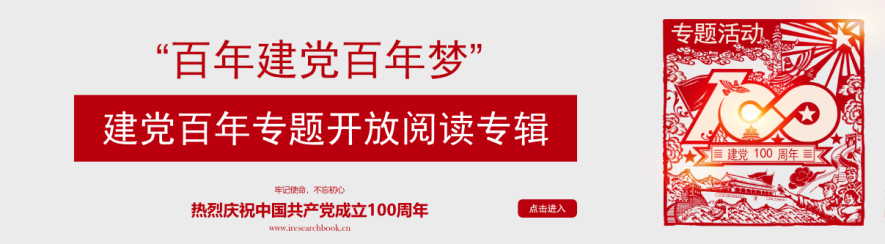 “百年建党百年梦”
建党百年专题开放阅读专辑
牢记使命，不忘初心
热烈庆祝中国共产党成立100周年
www.iresearchbook.cn
点击进入
专题活动
100
建党 100 周年